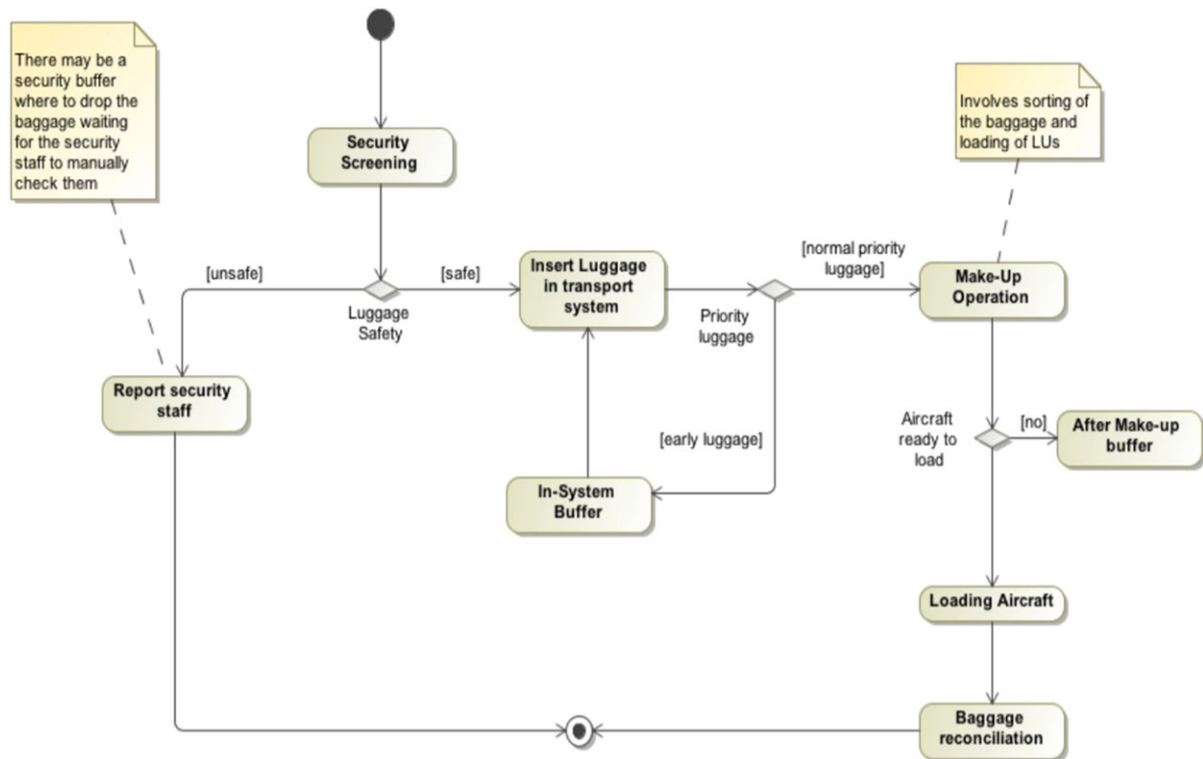 There may be a
security buffer
where to drop the
baggage waiting
for the security
staff to manually
check them
Involves sorting of
the baggage and
loading of LUs
Security
Screening
[unsafe]
[safe]
Luggage
Safety
Insert Luggage
in transport
system
[normal priority
luggage]
Priority
luggage
Make-Up
Operation
Report security
staff
[early luggage]
Aircraft
ready to
load
[no]
After Make-up
buffer
In-System
Buffer
Loading Aircraft
Baggage
reconciliation